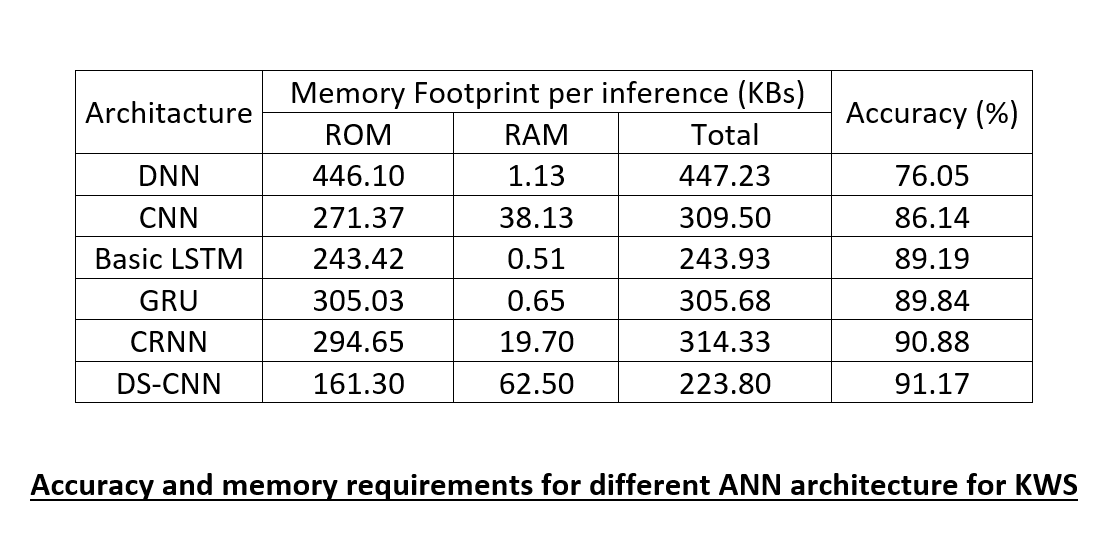 Architacture Memory Footprint per inference (KBs) Accuracy (%)
ROM RAM Total
DNN 446.10 1.13 447.23 76.05
CNN 271.37 38.13 309.50 86.14
Basic LSTM 243.42 0.51 243.93 89.19
GRU 305.03 0.65 305.68 89.84
CRNN 294.65 19.70 314.33 90.88
DS-CNN 161.30 62.50 223.80 91.17
Accuracy and memory requirements for different ANN architecture for KWS